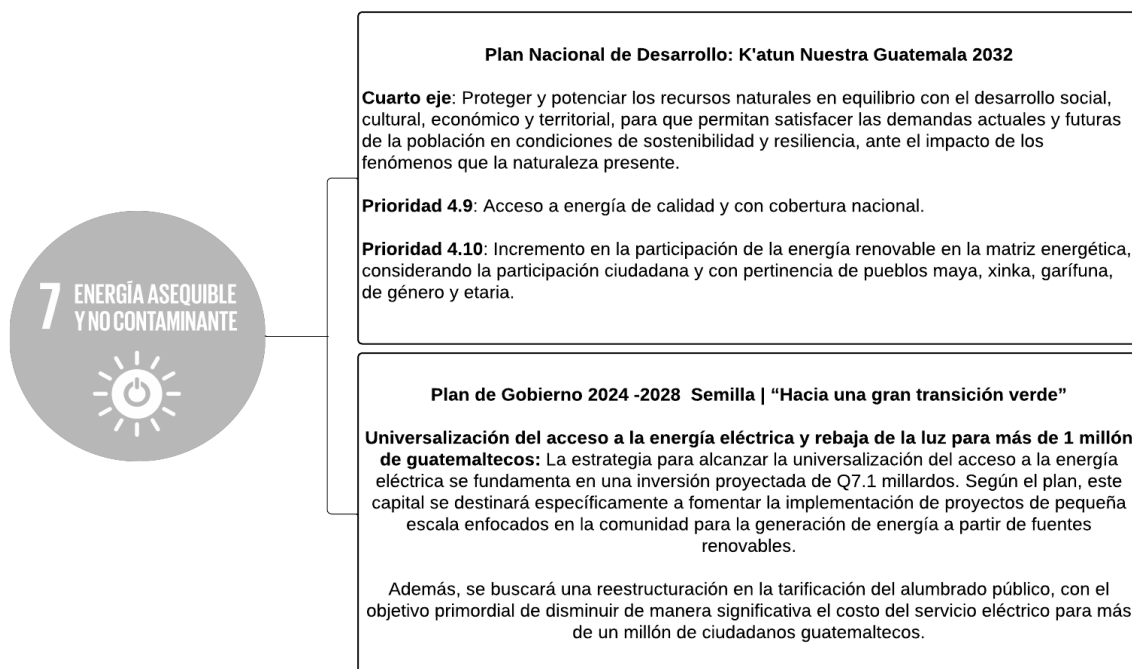 7 ENERGÍA ASEQUIBLE
Y NO CONTAMINANTE
Plan Nacional de Desarrollo: K'atun Nuestra Guatemala 2032
Cuarto eje: Proteger y potenciar los recursos naturales en equilibrio con el desarrollo social,
cultural, económico y territorial, para que permitan satisfacer las demandas actuales y futuras
de la población en condiciones de sostenibilidad y resiliencia, ante el impacto de los
fenómenos que la naturaleza presente.
Prioridad 4.9: Acceso a energía de calidad y con cobertura nacional.
Prioridad 4.10: Incremento en la participación de la energía renovable en la matriz energética,
considerando la participación ciudadana y con pertinencia de pueblos maya, xinka, garífuna,
de género y etaria.
Plan de Gobierno 2024 -2028 Semilla | “Hacia una gran transición verde”
Universalización del acceso a la energía eléctrica y rebaja de la luz para más de 1 millón
de guatemaltecos: La estrategia para alcanzar la universalización del acceso a la energía
eléctrica se fundamenta en una inversión proyectada de Q7.1 millardos. Según el plan, este
capital se destinará específicamente a fomentar la implementación de proyectos de pequeña
escala enfocados en la comunidad para la generación de energía a partir de fuentes
renovables.
Además, se buscará una reestructuración en la tarificación del alumbrado público, con el
objetivo primordial de disminuir de manera significativa el costo del servicio eléctrico para más
de un millón de ciudadanos guatemaltecos.